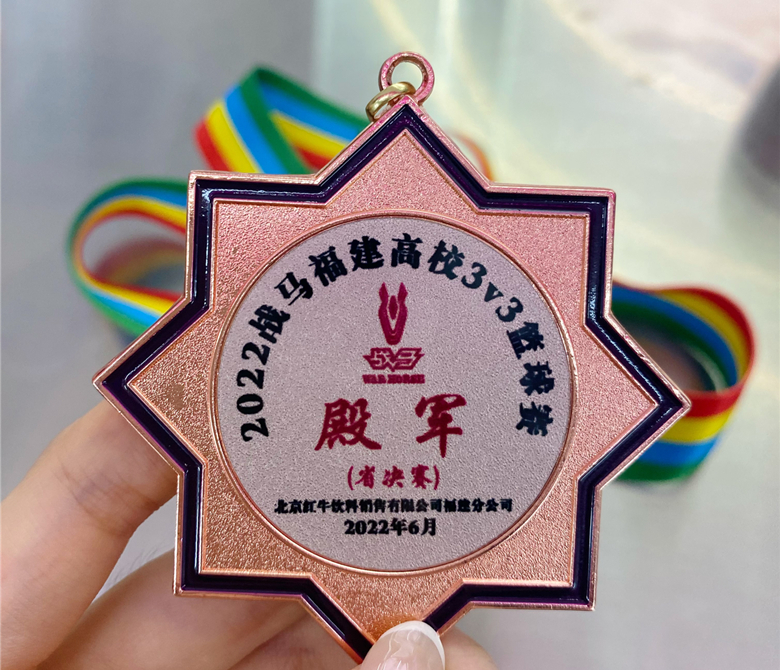 2022战马福建高校3v3篮球赛
3V3
WAR HORSE
殿军
(省决赛)
北京红牛饮料销售有限公司福建分公司
2022年6月